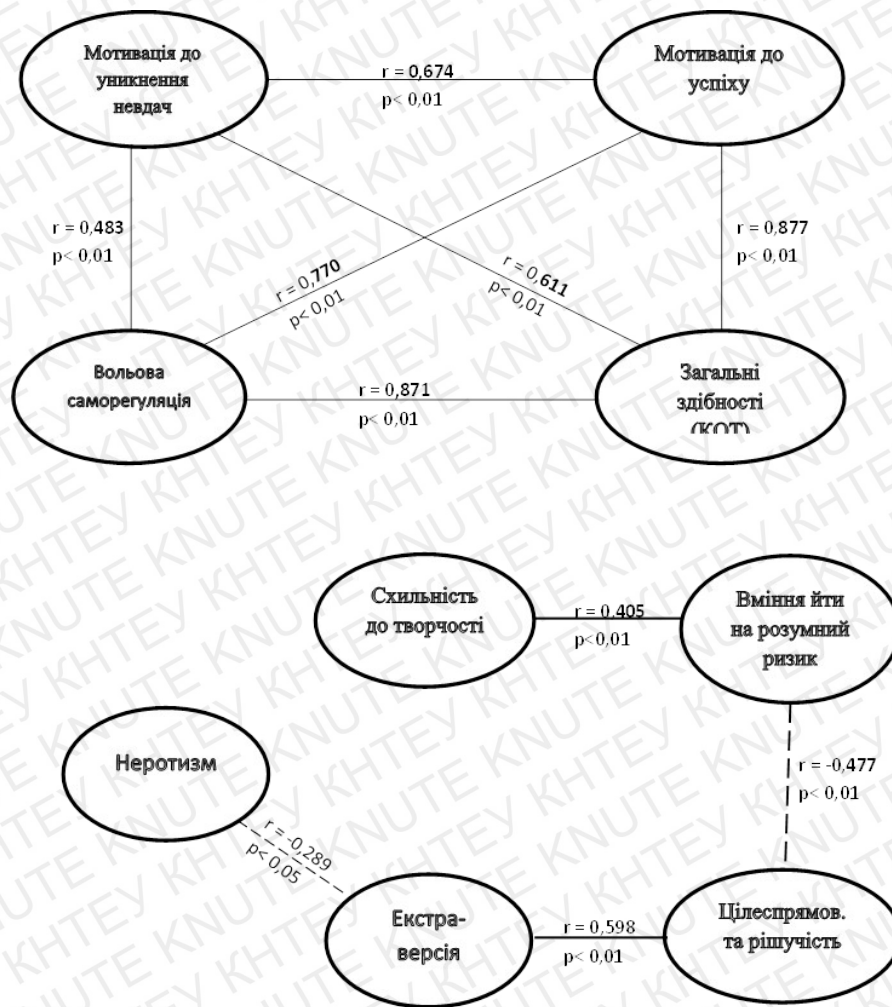 Мотивація до
уникнення
невдач
r = 0,674
p< 0,01
Мотивація до
успіху
r = 0,483
p< 0,01
r = 0,770
p< 0,01
r = 0,611
p< 0,01
r = 0,877
p< 0,01
Вольова
саморегуляція
r = 0,871
p< 0,01
Загальні
здібності
(КОТ)
Схильність
до творчості
r = 0,405
p< 0,01
Вміння йти
на розумний
ризик
Неротизм
r = -0,477
p< 0,01
r = -0,289
p< 0,05
Екстра-
версія
r = 0,598
p< 0,01
Цілеспрямов.
та рішучість